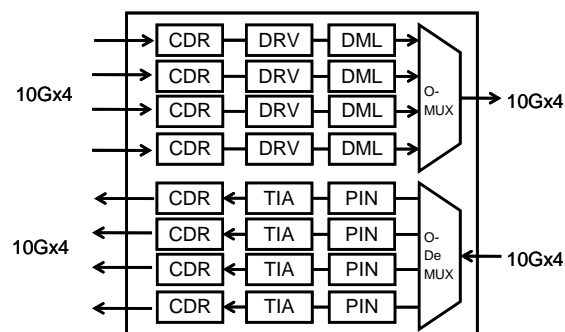 CDR DRV DML
CDR DRV DML
10Gx4
CDR DRV DML
CDR DRV DML
O-
MUX
10Gx4
CDR TIA PIN
CDR TIA PIN
10Gx4
CDR TIA PIN
CDR TIA PIN
O-
De
MUX
10Gx4